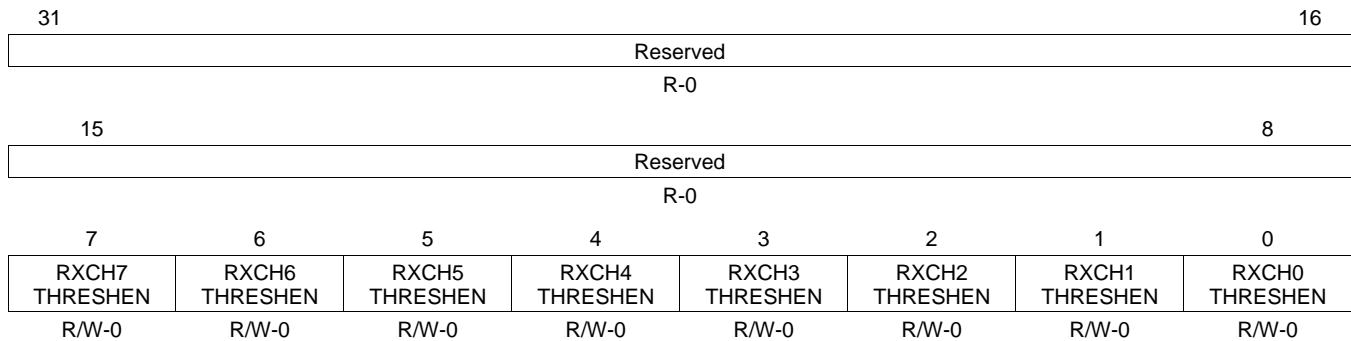 31 16
Reserved
R-0
15 8
Reserved
R-0
7 6 5 4 3 2 1 0
RXCH7 RXCH6 RXCH5 RXCH4 RXCH3 RXCH2 RXCH1 RXCH0
THRESHEN THRESHEN THRESHEN THRESHEN THRESHEN THRESHEN THRESHEN THRESHEN
R/W-0 R/W-0 R/W-0 R/W-0 R/W-0 R/W-0 R/W-0 R/W-0